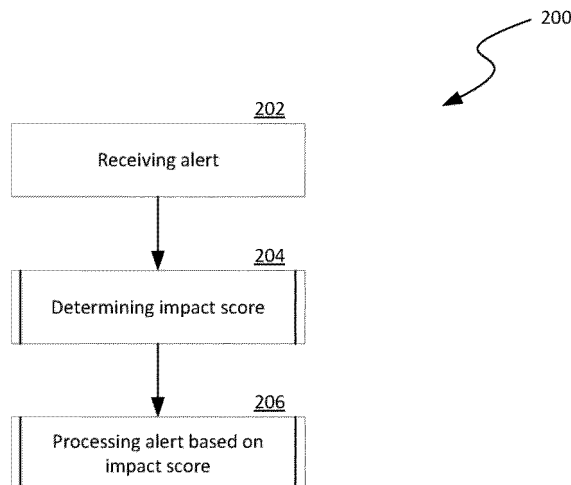 200
202
Receiving alert
204
Determining impact score
206
Processing alert based on
impact score